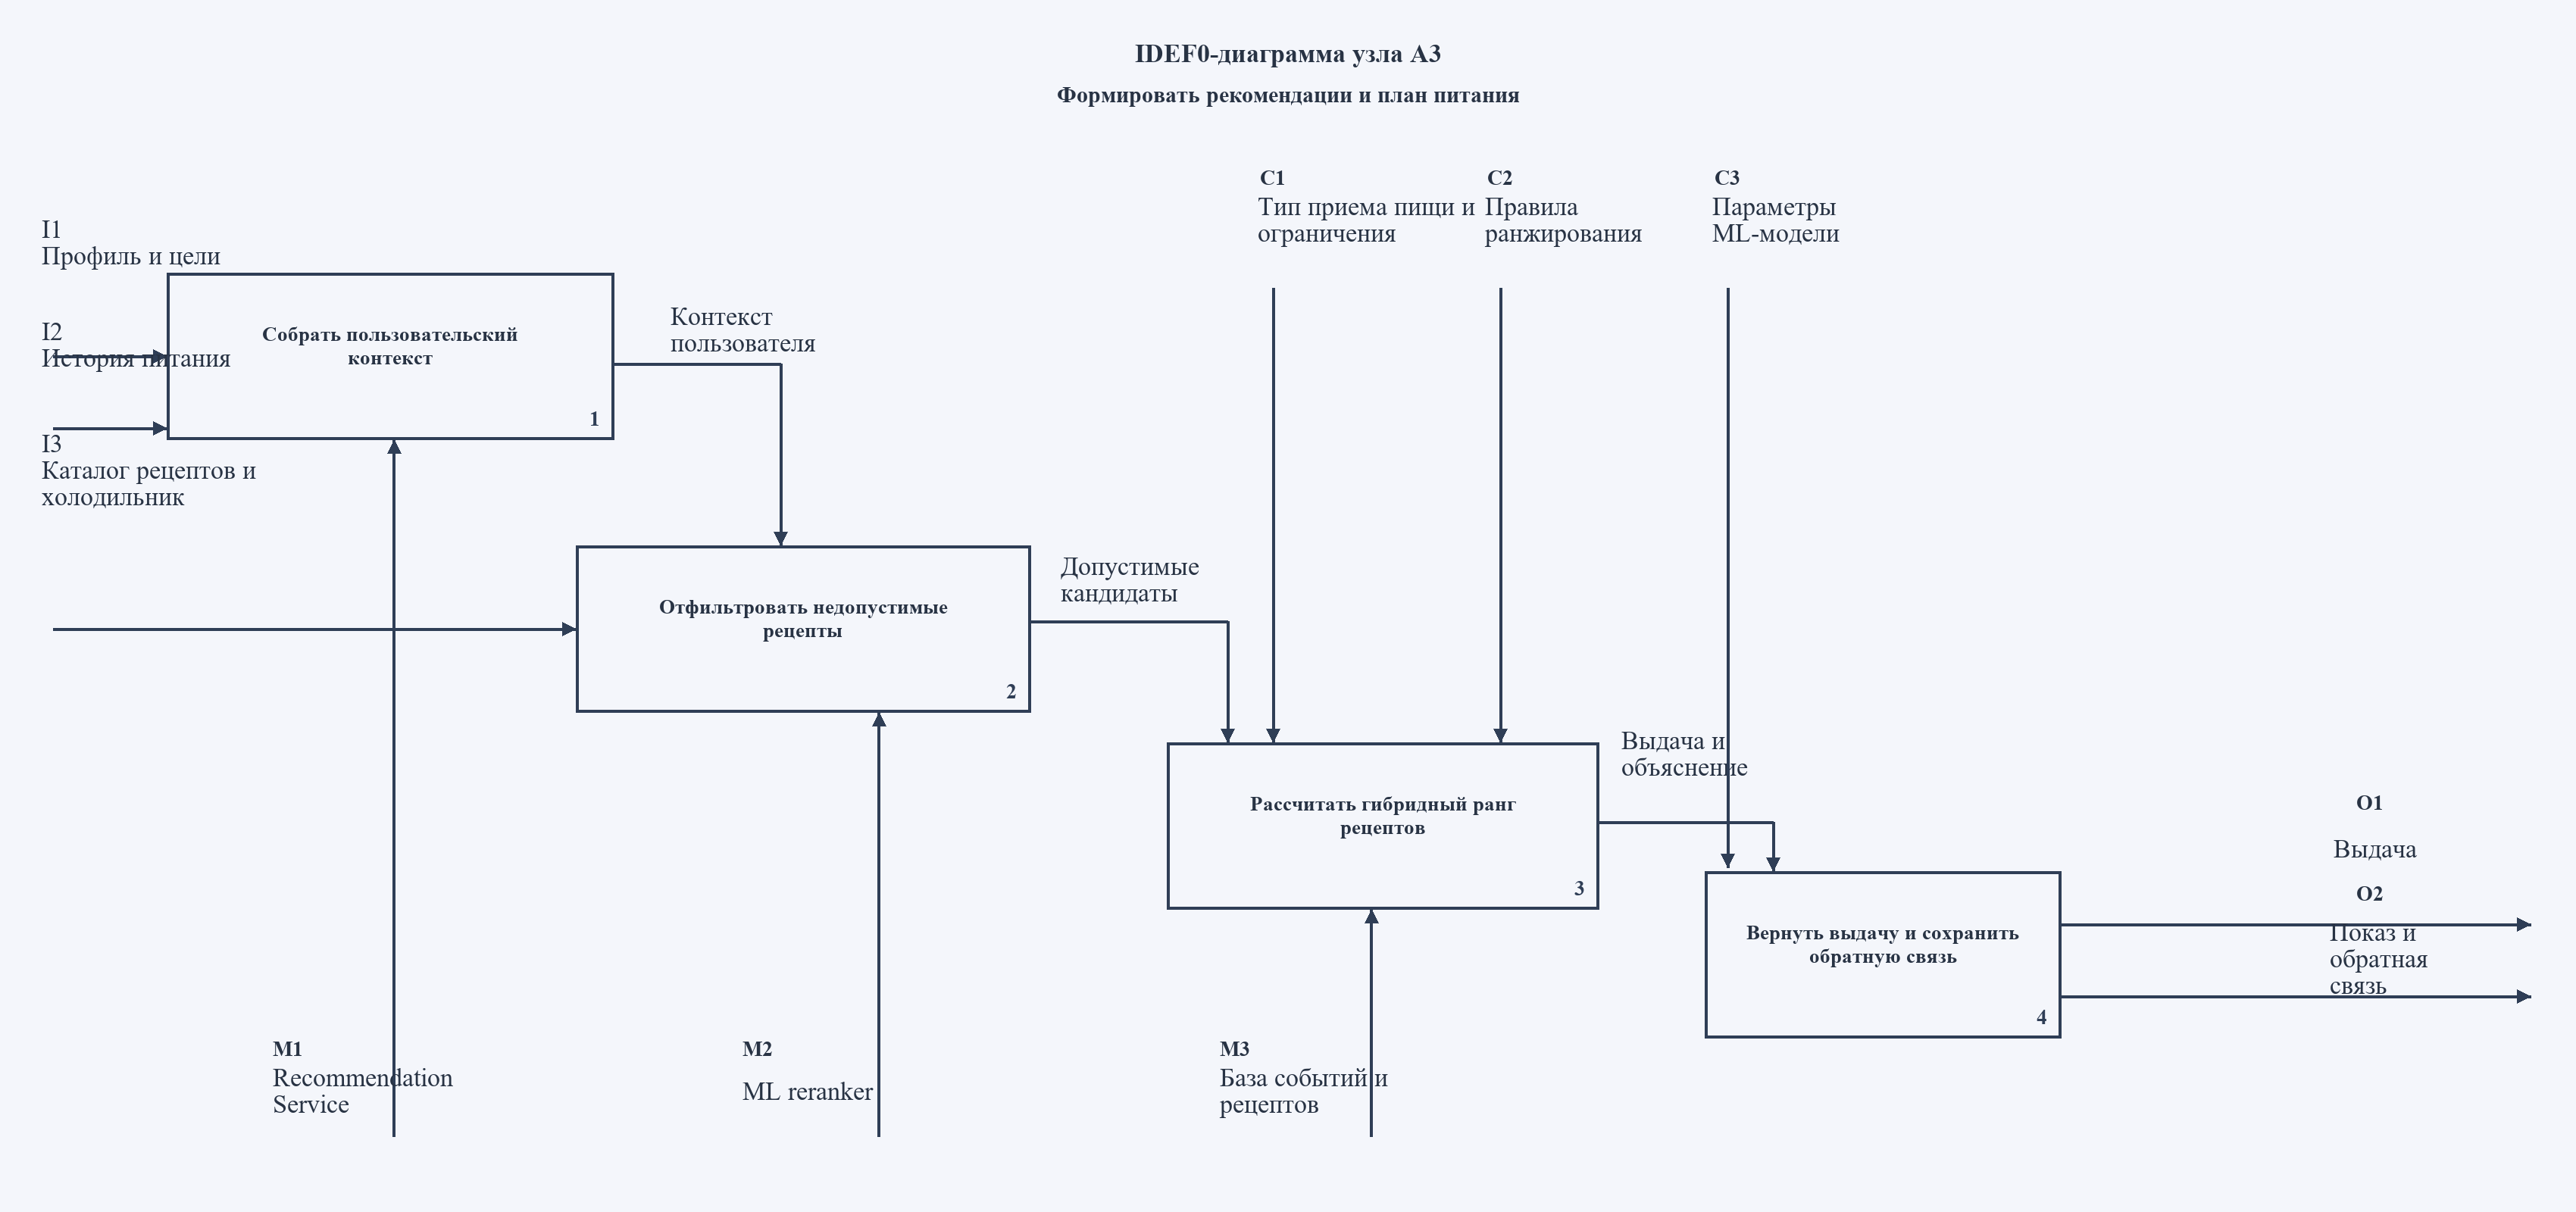 IDEF0-диаграмма узла A3
Формировать рекомендации и план питания
C1
Тип приема пищи и
ограничения
C2
Правила
ранжирования
C3
Параметры
ML-модели
I1
Профиль и цели
I2
История питания
I3
Каталог рецептов и
холодильник
Собрать пользовательский
контекст
1
Контекст
пользователя
Отфильтровать недопустимые
рецепты
2
Допустимые
кандидаты
Рассчитать гибридный ранг
рецептов
3
Выдача и
объяснение
Вернуть выдачу и сохранить
обратную связь
4
O1
Выдача
O2
Показ и
обратная
связь
M1
Recommendation
Service
M2
ML reranker
M3
База событий и
рецептов